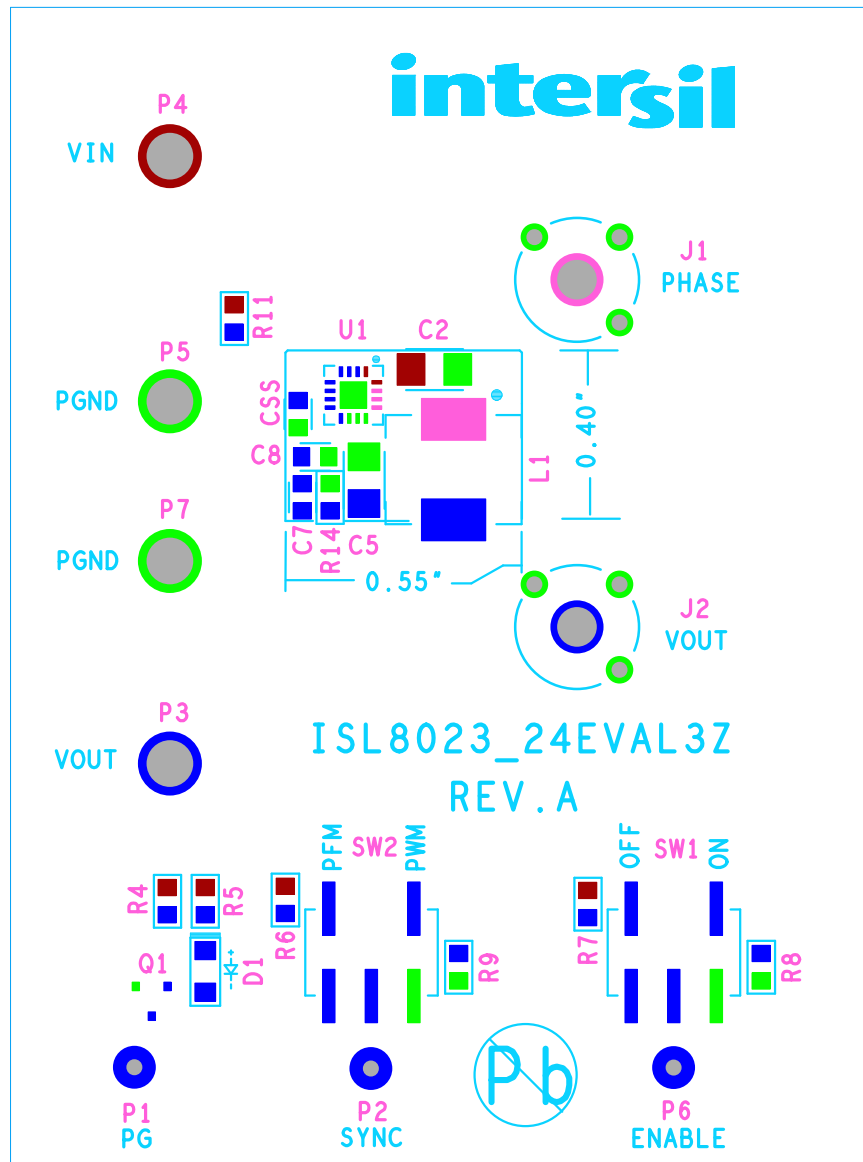 intersil
P4
VIN
J1
PHASE
R11
U1
C2
P5
PGND
CSS
0.40"
C8
L1
P7
PGND
C7
R14
C5
0.55"
J2
VOUT
P3
VOUT
ISL8023_24EVAL3Z
REV.A
PFM
SW2
PWM
OFF
SW1
ON
R4
R5
R6
R7
Q1
D1
R9
R8
Pb
P1
PG
P2
SYNC
P6
ENABLE